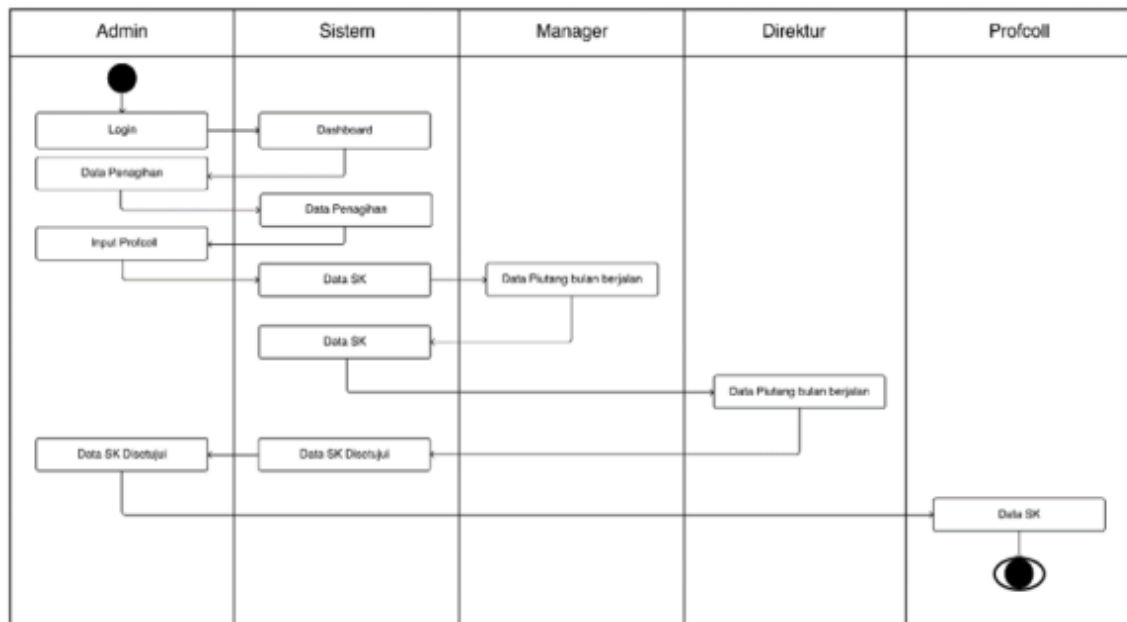 Admin
Sistem
Manager
Direktur
Profcoll
Login
Dashboard
Data Penagihan
Data Penagihan
Input Profcoll
Data SK
Data Piutang bulan berjalan
Data SK
Data Piutang bulan berjalan
Data SK Disetujui
Data SK Disetujui
Data SK